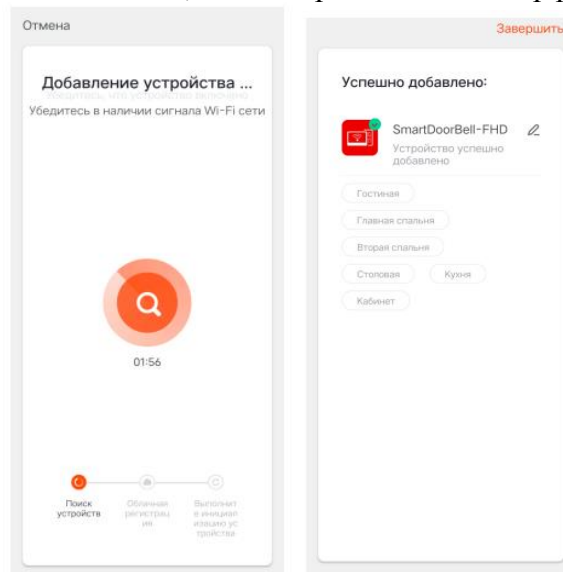 Отмена
Добавление устройства ...
Убедитесь в наличии сигнала Wi-Fi сети
01:56
Поиск
устройств
Облачная
регистрац
ия
Выполнит
е инициал
изацию ус
тройства
Завершить
Успешно добавлено:
SmartDoorBell-FHD
Устройство успешно
добавлено
Гостиная
Главная спальня
Вторая спальня
Столовая
Кухня
Кабинет